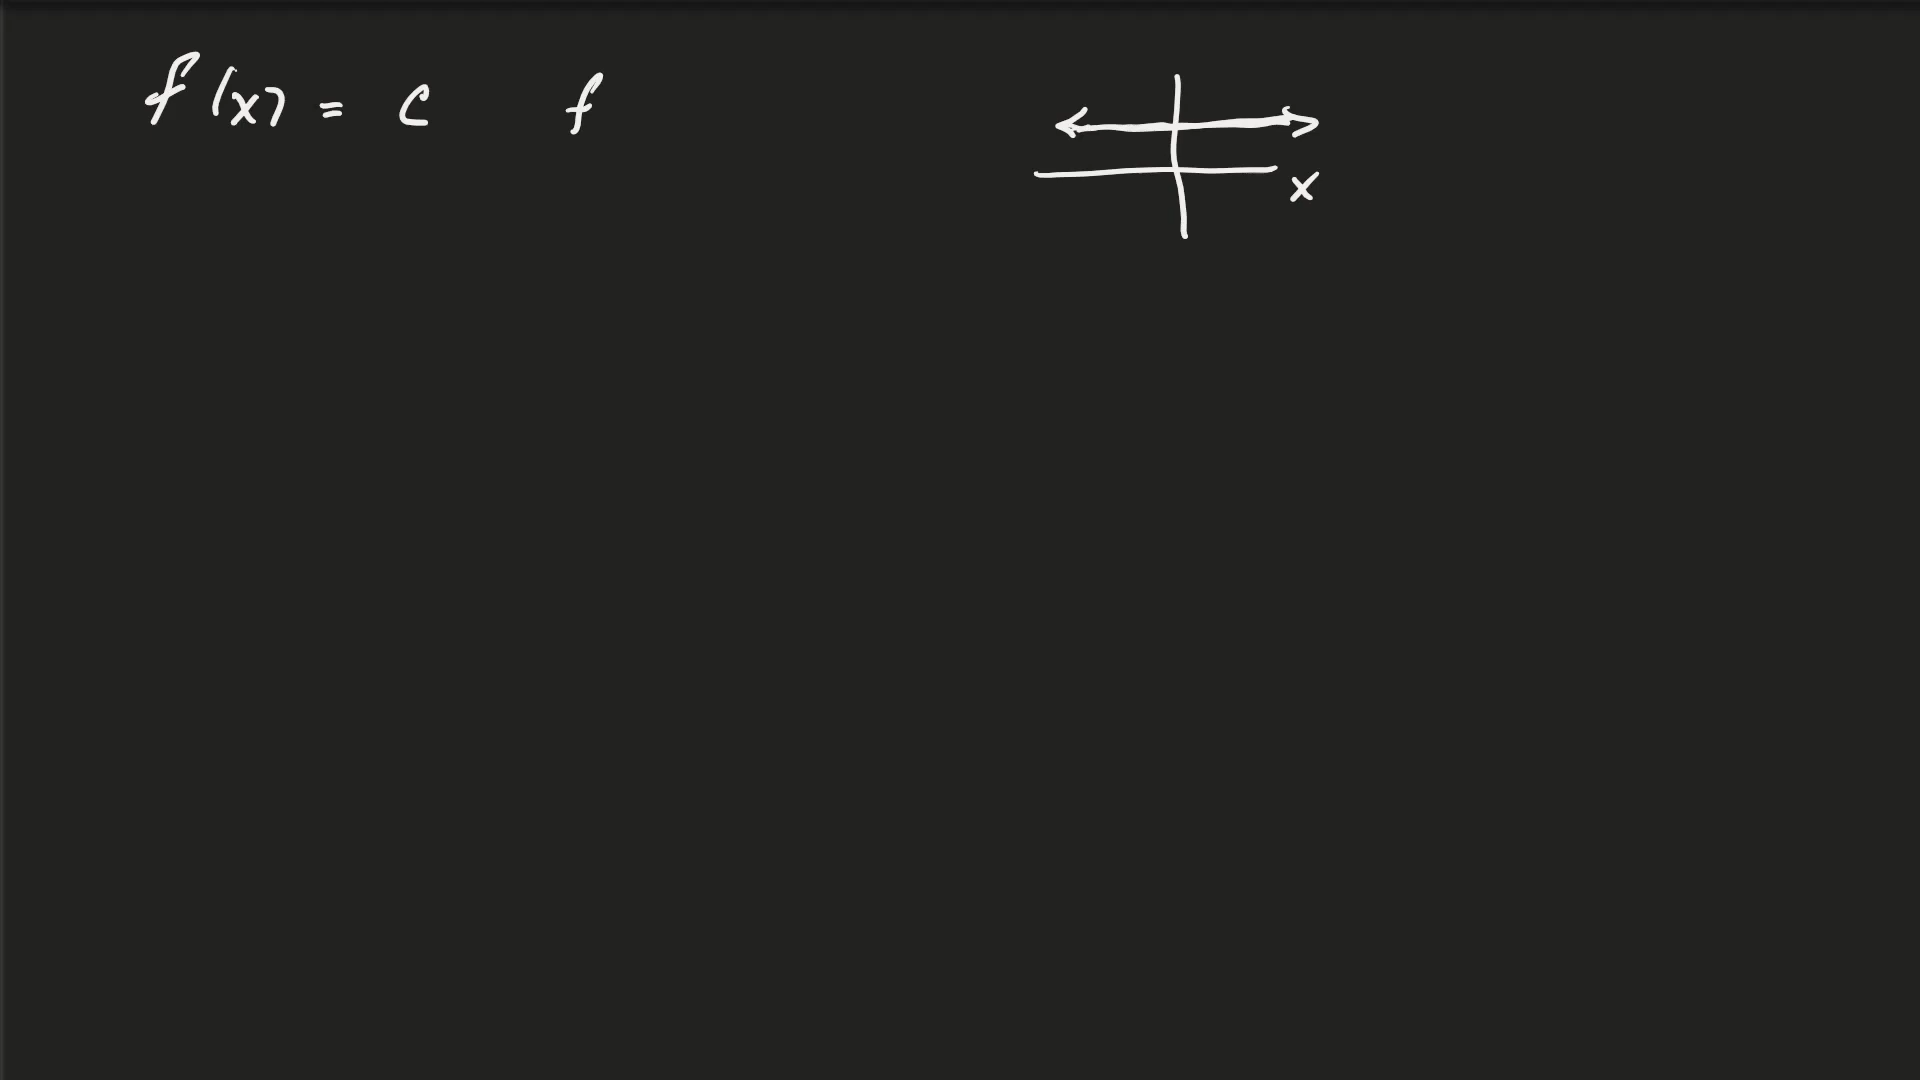 f(x) = c f
x